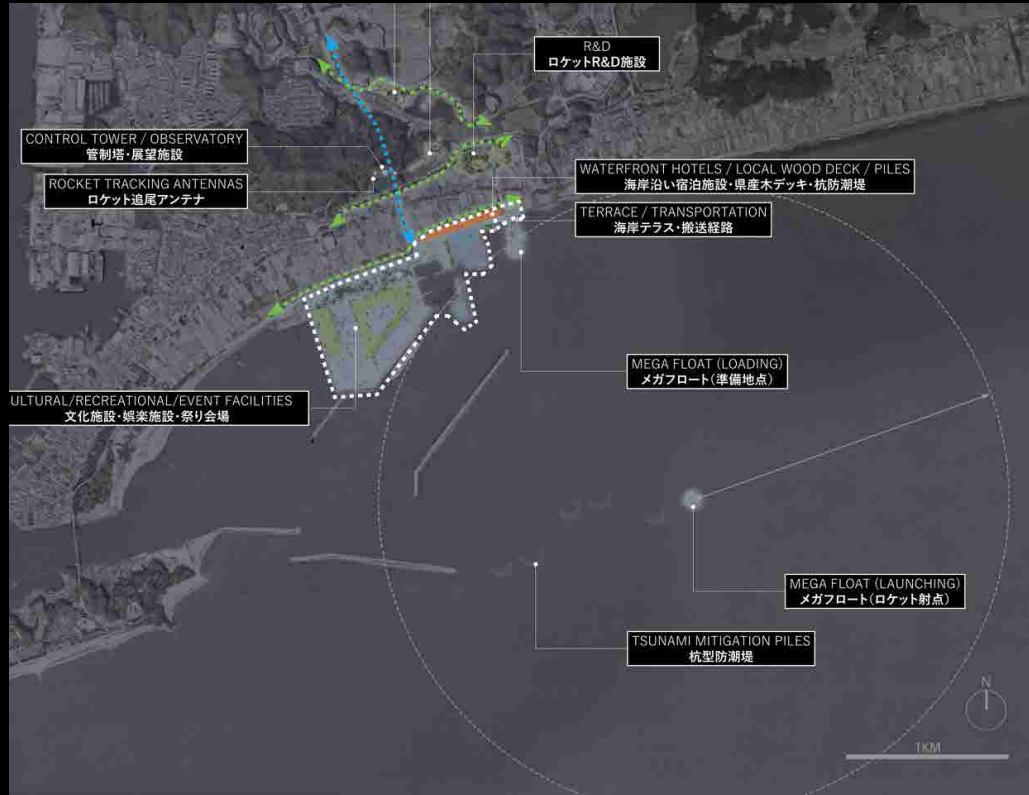 R&D
ロケットR&D施設
CONTROL TOWER / OBSERVATORY
管制塔・展望施設
ROCKET TRACKING ANTENNAS
ロケット追尾アンテナ
WATERFRONT HOTELS / LOCAL WOOD DECK / PILES
海岸沿い宿泊施設・県産木デッキ・杭防潮堤
TERRACE / TRANSPORTATION
海岸テラス・搬送経路
MEGA FLOAT (LOADING)
メガフロート(準備地点)
ULTURAL/RECREATIONAL/EVENT FACILITIES
文化施設・娯楽施設・祭り会場
MEGA FLOAT (LAUNCHING)
メガフロート(ロケット射点)
TSUNAMI MITIGATION PILES
杭型防潮堤
N
1KM